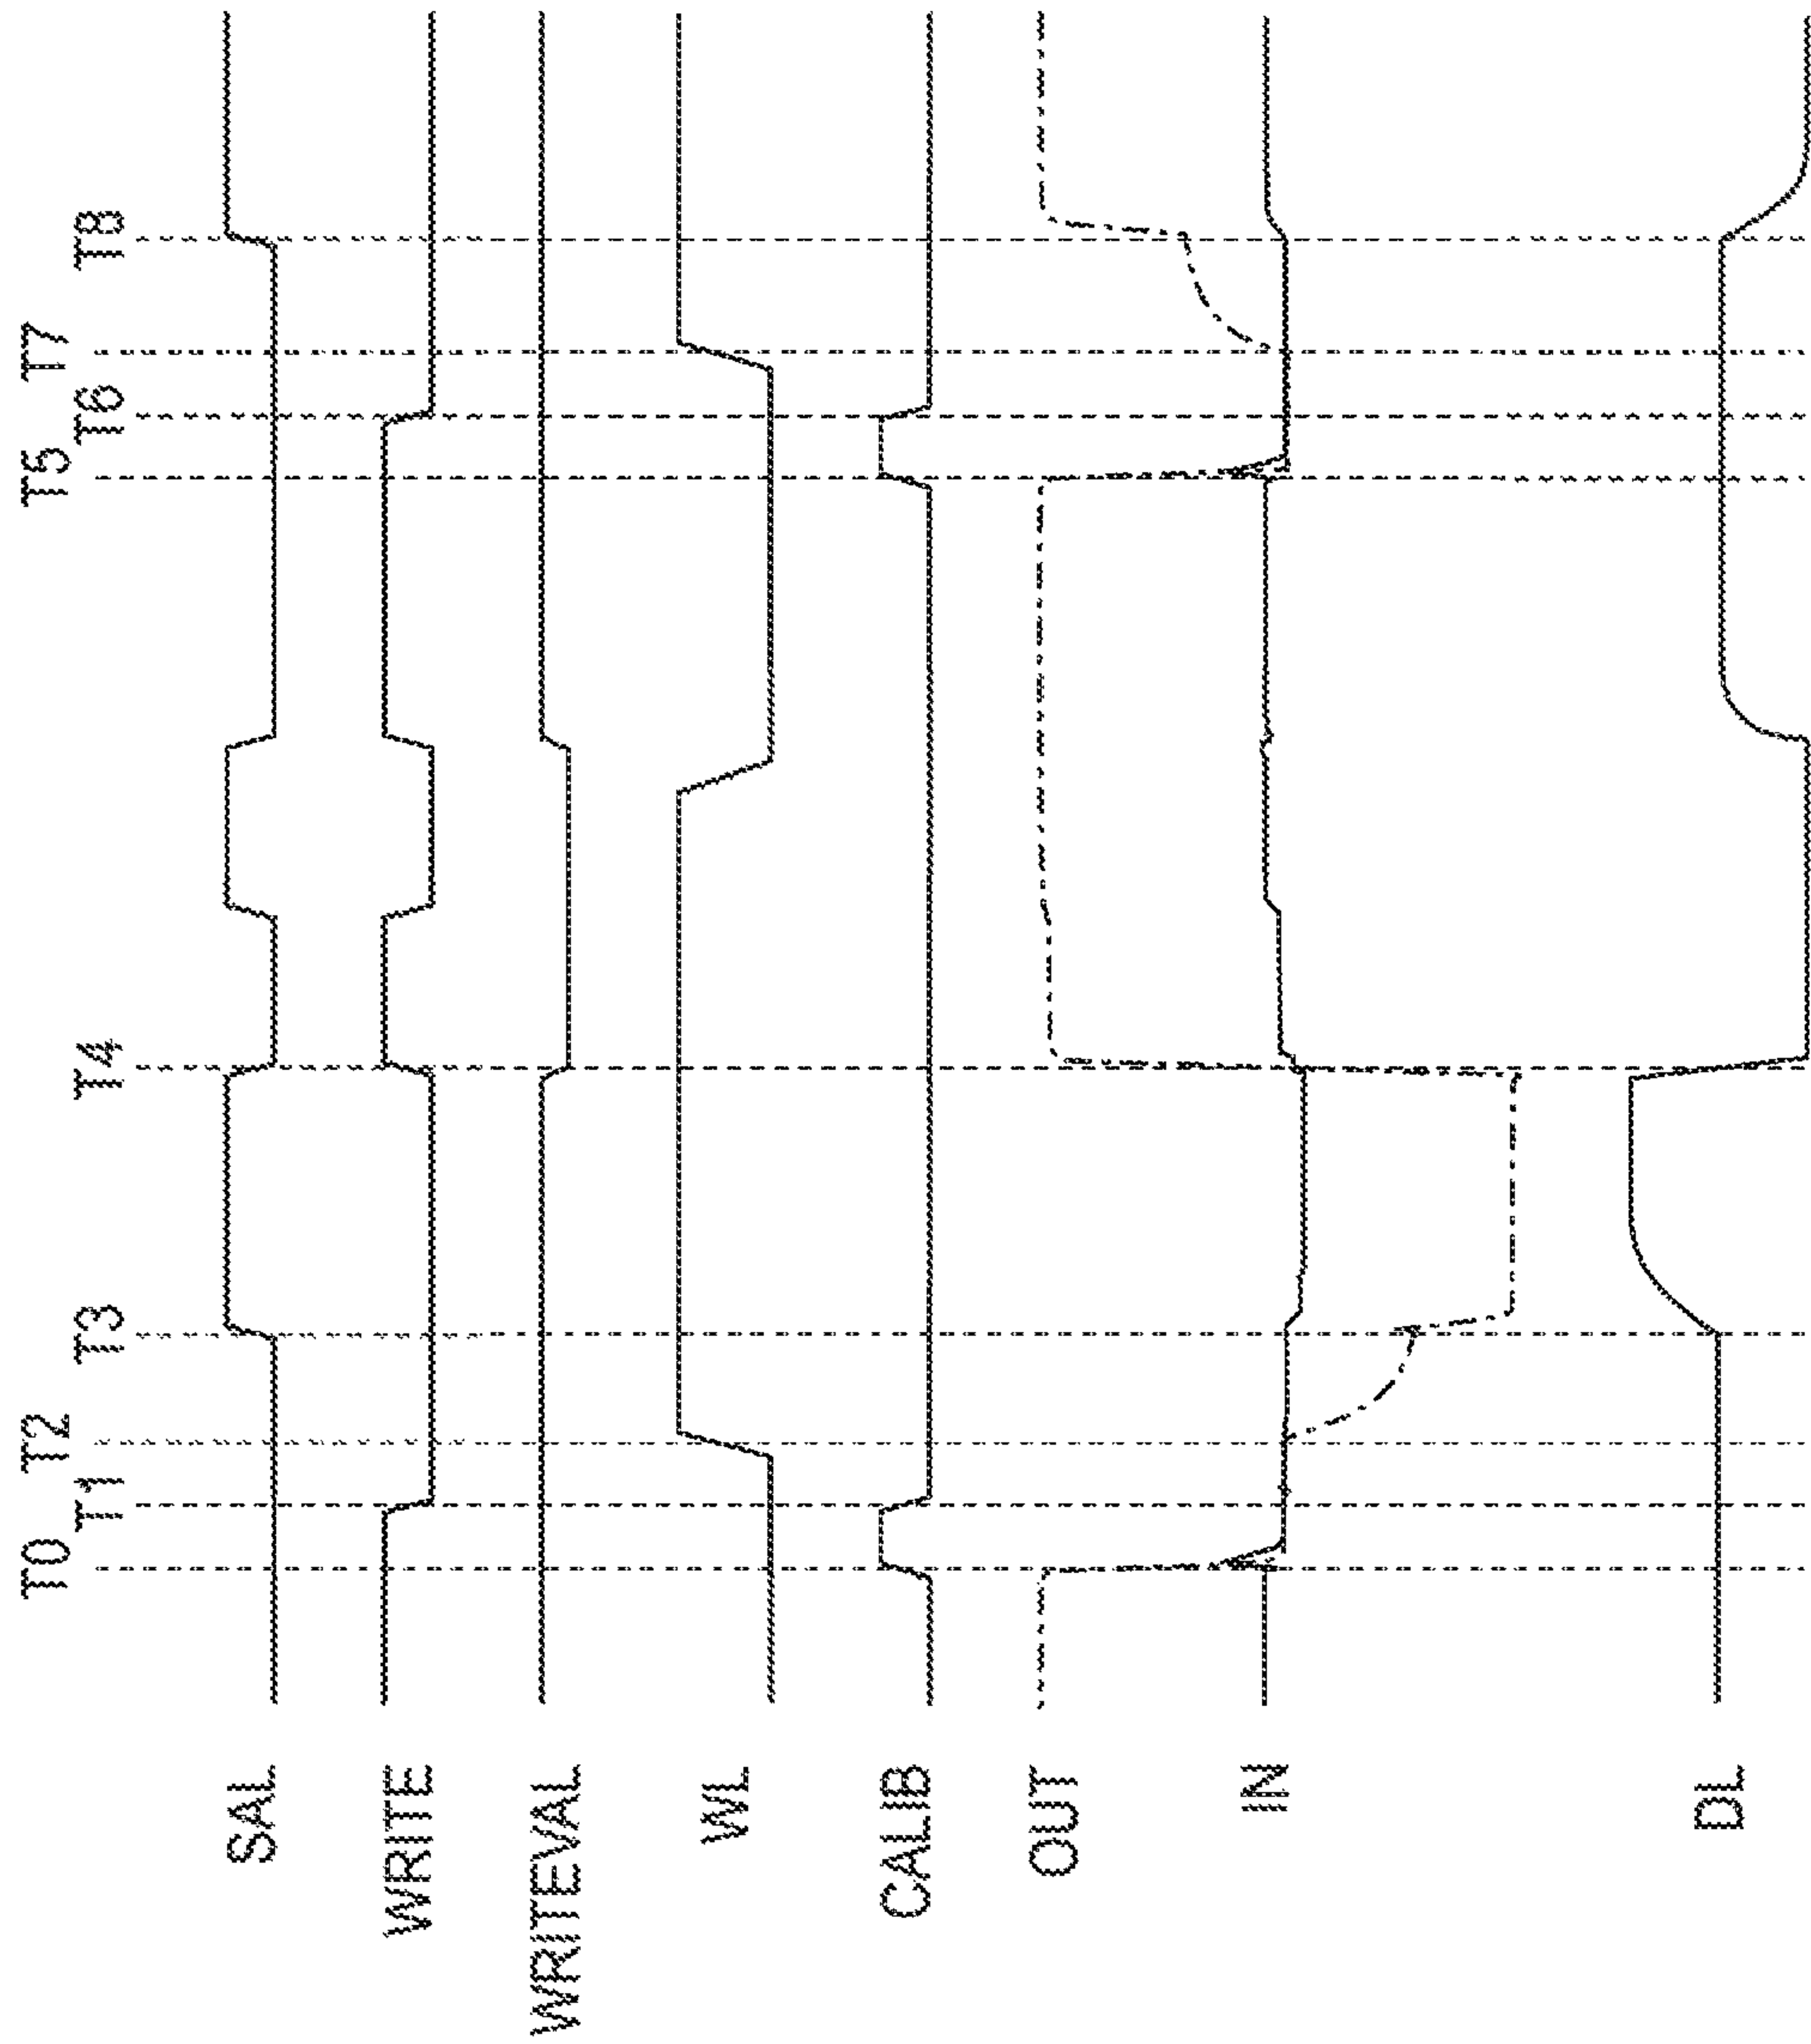 T0
T1
T2
T3
T4
T5
T6
T7
T8
SAL
WRITE
WRITEVAL
WL
CALIB
OUT
IN
DL